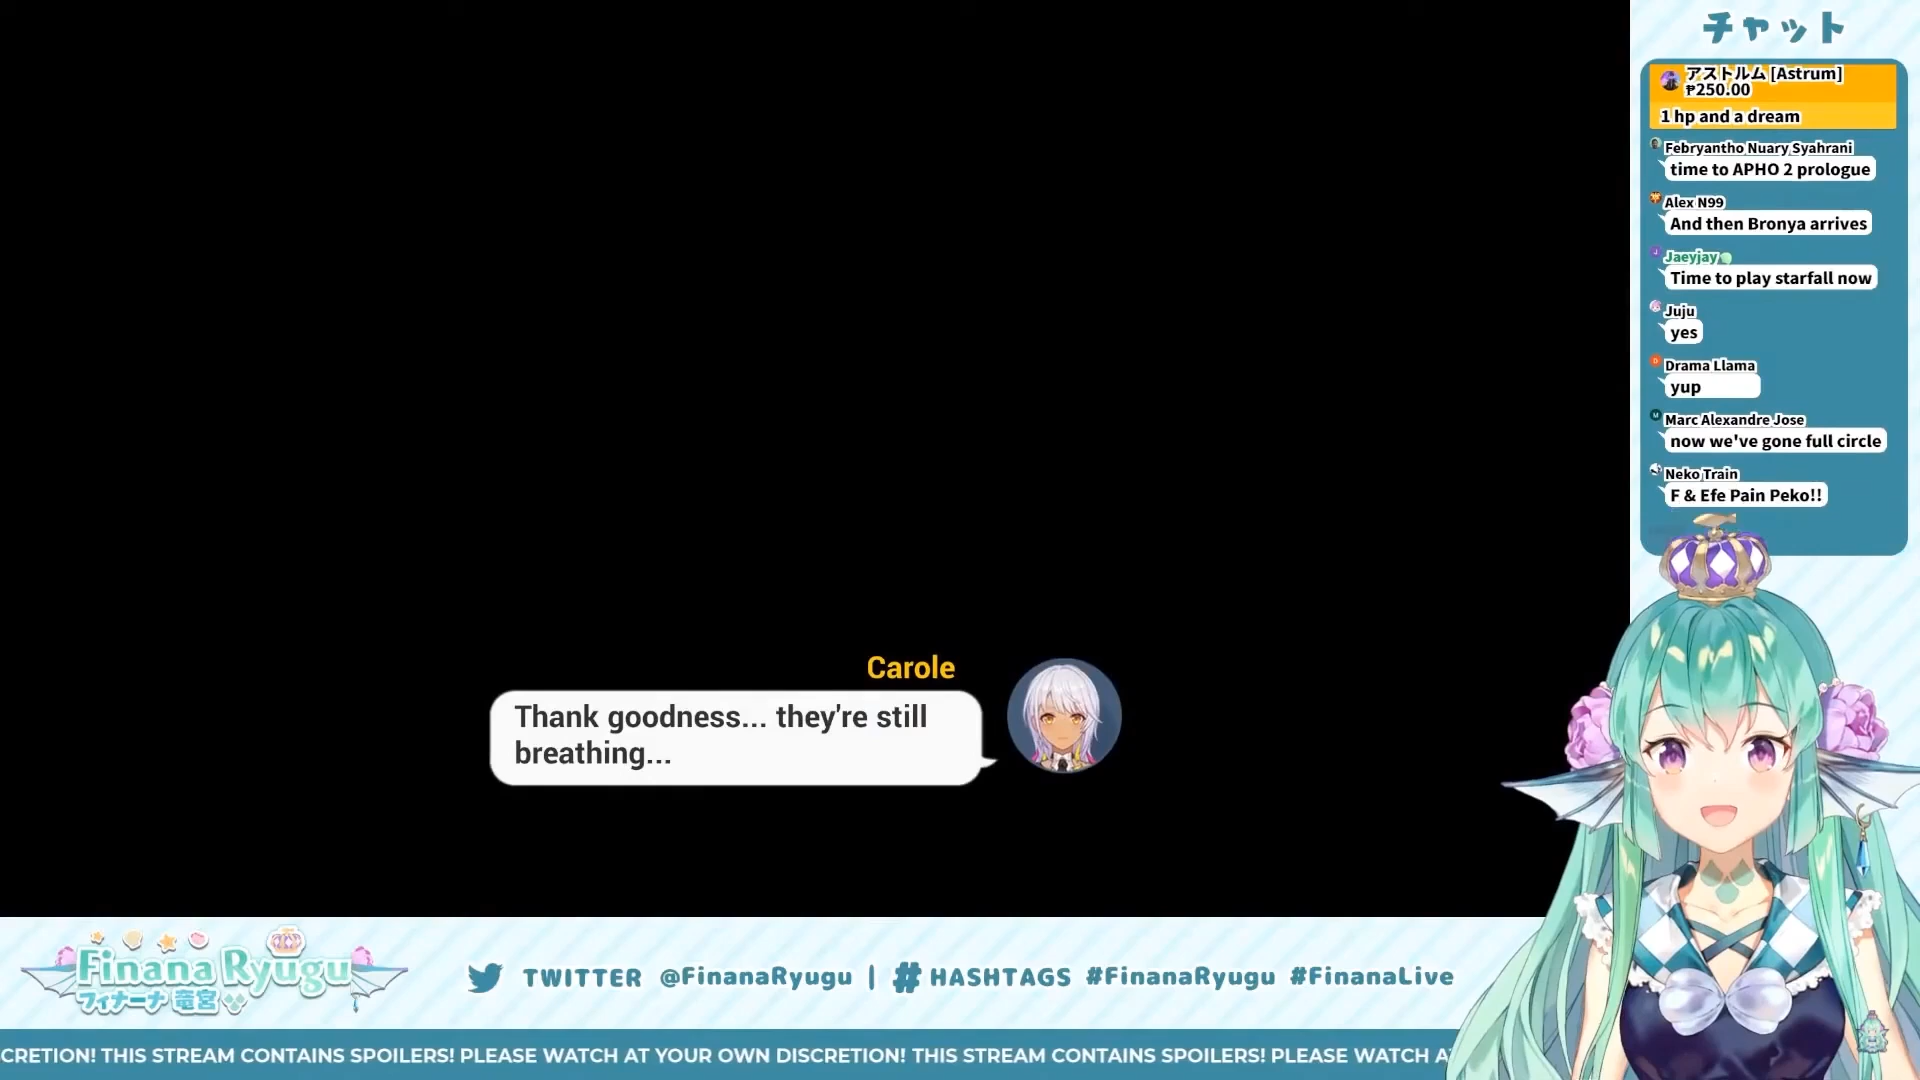 チャット
アストルム [Astrum]
₱250.00
1 hp and a dream
Febryantho Nuary Syahrani
time to APHO 2 prologue
Alex N99
And then Bronya arrives
Jaeyjay
Time to play starfall now
Juju
yes
Drama Llama
yup
Marc Alexandre Jose
now we've gone full circle
Neko Train
F & Efe Pain Peko!!
Carole
Thank goodness... they're still
breathing...
Finana Ryugu
フィナーナ 竜宮
TWITTER @FinanaRyugu | # HASHTAGS #FinanaRyugu #FinanaLive
CRETION! THIS STREAM CONTAINS SPOILERS! PLEASE WATCH AT YOUR OWN DISCRETION! THIS STREAM CONTAINS SPOILERS! PLEASE WATCH A